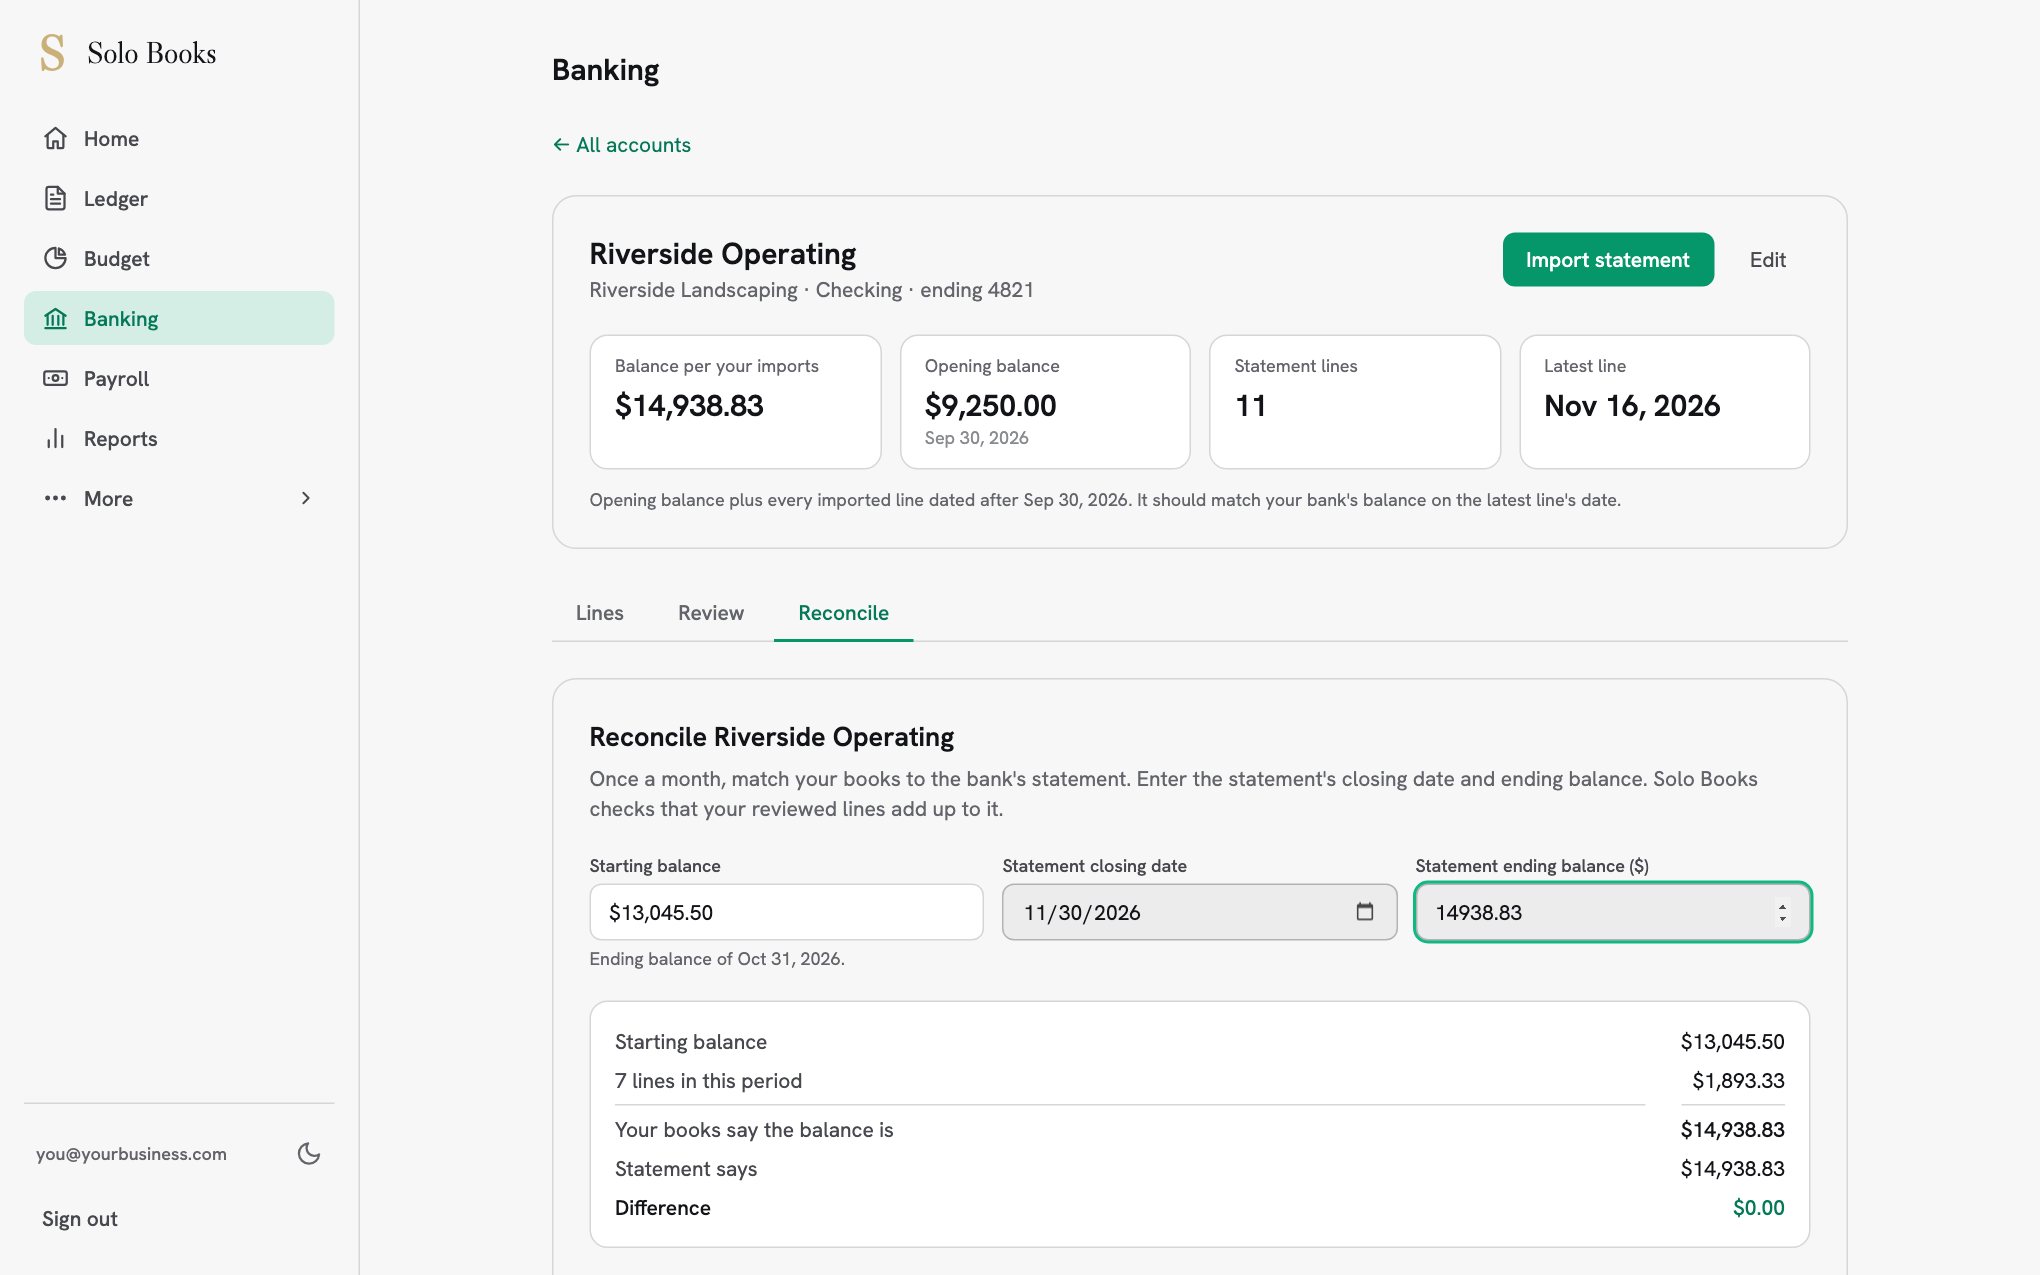 S Solo Books
Home
Ledger
Budget
Banking
Payroll
Reports
More
you@yourbusiness.com
Sign out
Banking
← All accounts
Riverside Operating
Riverside Landscaping · Checking · ending 4821
Import statement
Edit
Balance per your imports
$14,938.83
Opening balance
$9,250.00
Sep 30, 2026
Statement lines
11
Latest line
Nov 16, 2026
Opening balance plus every imported line dated after Sep 30, 2026. It should match your bank's balance on the latest line's date.
Lines
Review
Reconcile
Reconcile Riverside Operating
Once a month, match your books to the bank's statement. Enter the statement's closing date and ending balance. Solo Books
checks that your reviewed lines add up to it.
Starting balance
$13,045.50
Ending balance of Oct 31, 2026.
Statement closing date
11/30/2026
Statement ending balance ($)
14938.83
Starting balance $13,045.50
7 lines in this period $1,893.33
Your books say the balance is $14,938.83
Statement says $14,938.83
Difference $0.00